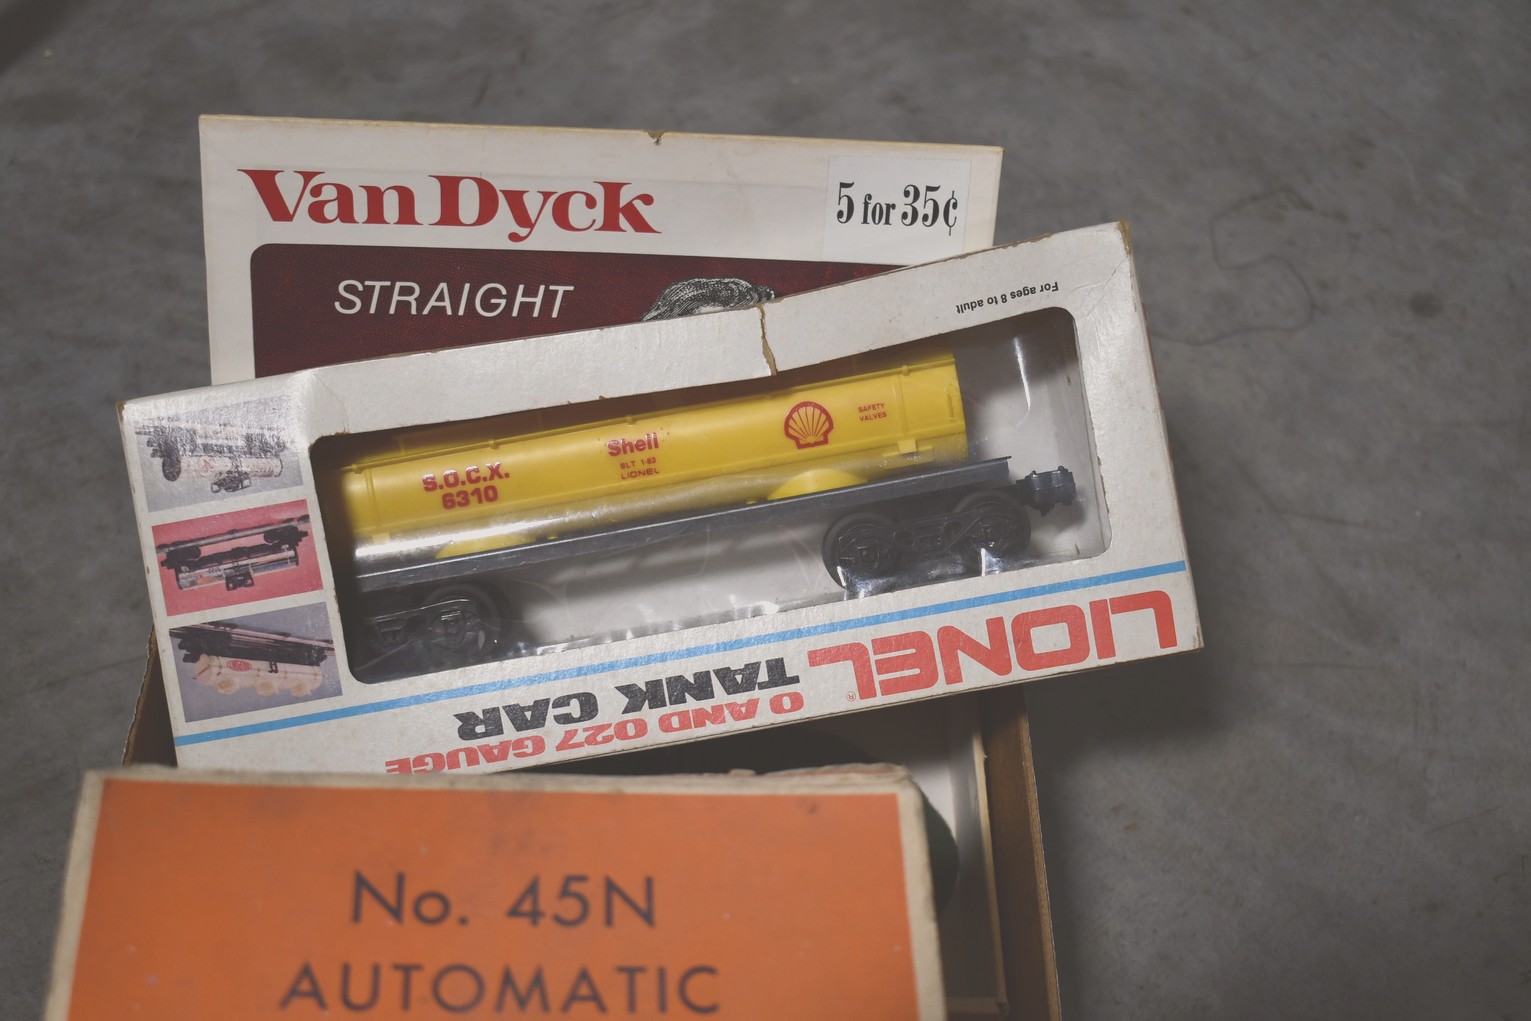 Van Dyck
5 for 35¢
STRAIGHT
For ages 8 to adult
S.O.C.X.
6310
Shell
BLT 1-83
LIONEL
SAFETY
VALVES
LIONEL®
TANK CAR
O AND O27 GAUGE
No. 45N
AUTOMATIC